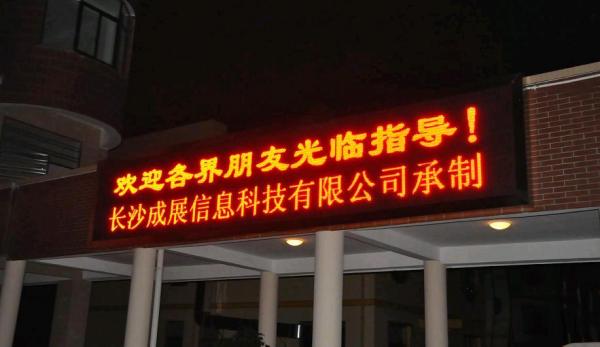 欢迎各界朋友光临指导！
长沙成展信息科技有限公司承制